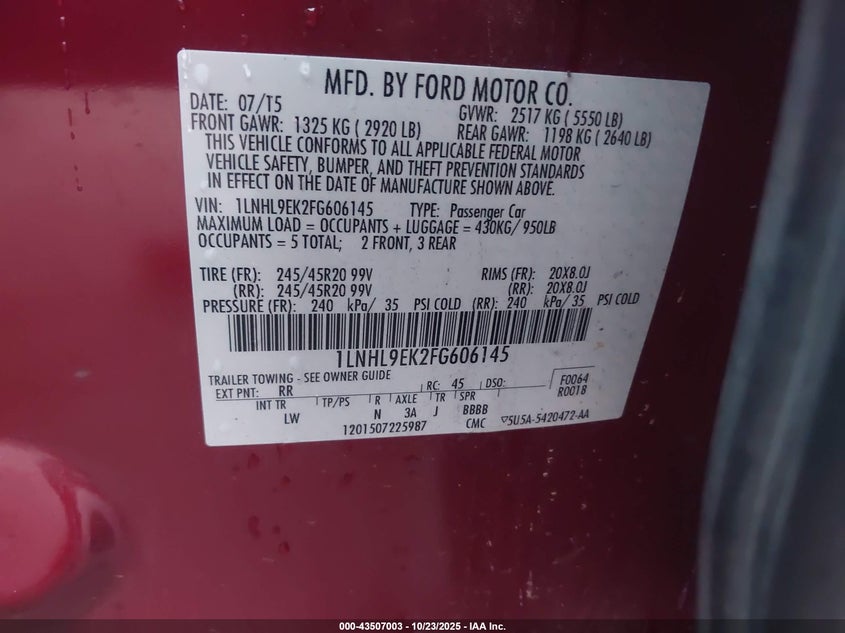 MFD. BY FORD MOTOR CO.
DATE: 07/T5 GVWR: 2517 KG ( 5550 LB)
FRONT GAWR: 1325 KG ( 2920 LB) REAR GAWR: 1198 KG ( 2640 LB)
THIS VEHICLE CONFORMS TO ALL APPLICABLE FEDERAL MOTOR
VEHICLE SAFETY, BUMPER, AND THEFT PREVENTION STANDARDS
IN EFFECT ON THE DATE OF MANUFACTURE SHOWN ABOVE.
VIN: 1LNHL9EK2FG606145 TYPE: Passenger Car
MAXIMUM LOAD = OCCUPANTS + LUGGAGE = 430KG/ 950LB
OCCUPANTS = 5 TOTAL; 2 FRONT, 3 REAR
TIRE (FR): 245/45R20 99V RIMS (FR): 20X8.0J
(RR): 245/45R20 99V (RR): 20X8.0J
PRESSURE (FR): 240 kPa/ 35 PSI COLD (RR): 240 kPa/ 35 PSI COLD
1LNHL9EK2FG606145
TRAILER TOWING - SEE OWNER GUIDE
EXT PNT: RR RC: 45 DSO: F0064
R0018
INT TR TP/PS R AXLE TR SPR
LW N 3A J BBBB
1201507225987 CMC 5U5A-5420472-AA
000-43507003 - 10/23/2025 - IAA Inc.